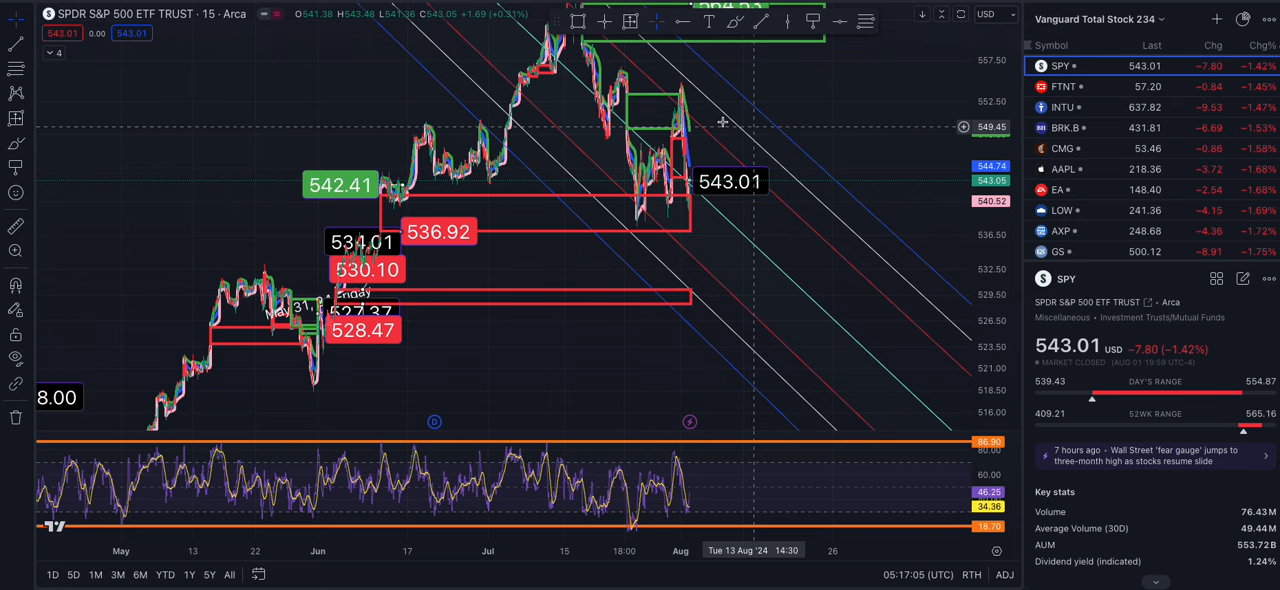 SPDR S&P 500 ETF TRUST · 15 · Arca
O541.38 H543.48 L541.36 C543.05 +1.69 (+0.31%)
543.01 0.00 543.01
4
USD
557.50
552.50
549.45
544.74
543.05
540.52
536.50
532.50
529.50
526.50
523.50
521.00
518.50
516.00
542.41
543.01
536.92
534.01
530.10
May 31, 24 Friday
527.37
528.47
8.00
D
86.90
80.00
60.00
46.25
34.36
18.70
May 13 22 Jun 17 Jul 15 18:00 Aug Tue 13 Aug '24 14:30 26
1D 5D 1M 3M 6M YTD 1Y 5Y All
05:17:05 (UTC) RTH ADJ
Vanguard Total Stock 234
Symbol Last Chg Chg%
SPY 543.01 −7.80 −1.42%
FTNT 57.20 −0.84 −1.45%
INTU 637.82 −9.53 −1.47%
BRK.B 431.81 −6.69 −1.53%
CMG 53.46 −0.86 −1.58%
AAPL 218.36 −3.72 −1.68%
EA 148.40 −2.54 −1.68%
LOW 241.36 −4.15 −1.69%
AXP 248.68 −4.36 −1.72%
GS 500.12 −8.91 −1.75%
SPY
SPDR S&P 500 ETF TRUST · Arca
Miscellaneous • Investment Trusts/Mutual Funds
543.01 USD −7.80 (−1.42%)
MARKET CLOSED (AUG 01 19:59 UTC-4)
539.43 DAY'S RANGE 554.87
409.21 52WK RANGE 565.16
7 hours ago • Wall Street 'fear gauge' jumps to
three-month high as stocks resume slide
Key stats
Volume 76.43M
Average Volume (30D) 49.44M
AUM 553.72B
Dividend yield (indicated) 1.24%